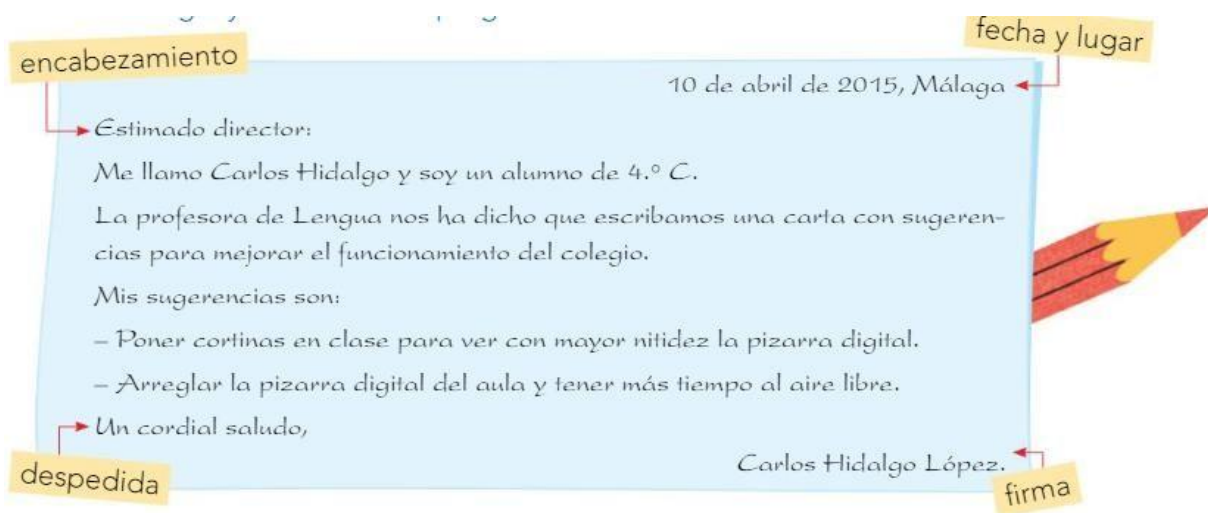 encabezamiento
fecha y lugar
10 de abril de 2015, Málaga
Estimado director:
Me llamo Carlos Hidalgo y soy un alumno de 4.º C.
La profesora de Lengua nos ha dicho que escribamos una carta con sugeren-
cias para mejorar el funcionamiento del colegio.
Mis sugerencias son:
– Poner cortinas en clase para ver con mayor nitidez la pizarra digital.
– Arreglar la pizarra digital del aula y tener más tiempo al aire libre.
Un cordial saludo,
despedida
Carlos Hidalgo López.
firma